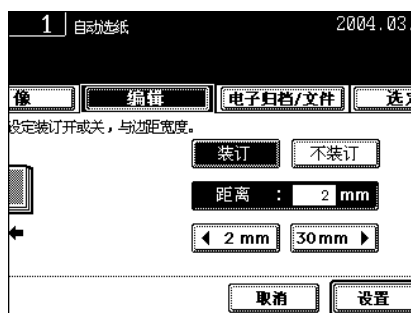 1 自动选纸 2004.03.
像 编辑 电子归档/文件 选定
设定装订开或关，与边距宽度。
装订 不装订
距离 : 2 mm
2 mm 30mm
取消 设置